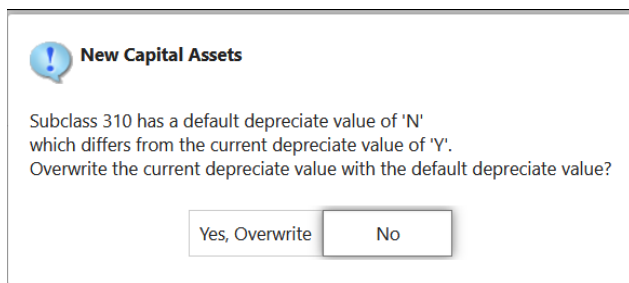 New Capital Assets
Subclass 310 has a default depreciate value of 'N'
which differs from the current depreciate value of 'Y'.
Overwrite the current depreciate value with the default depreciate value?
Yes, Overwrite
No